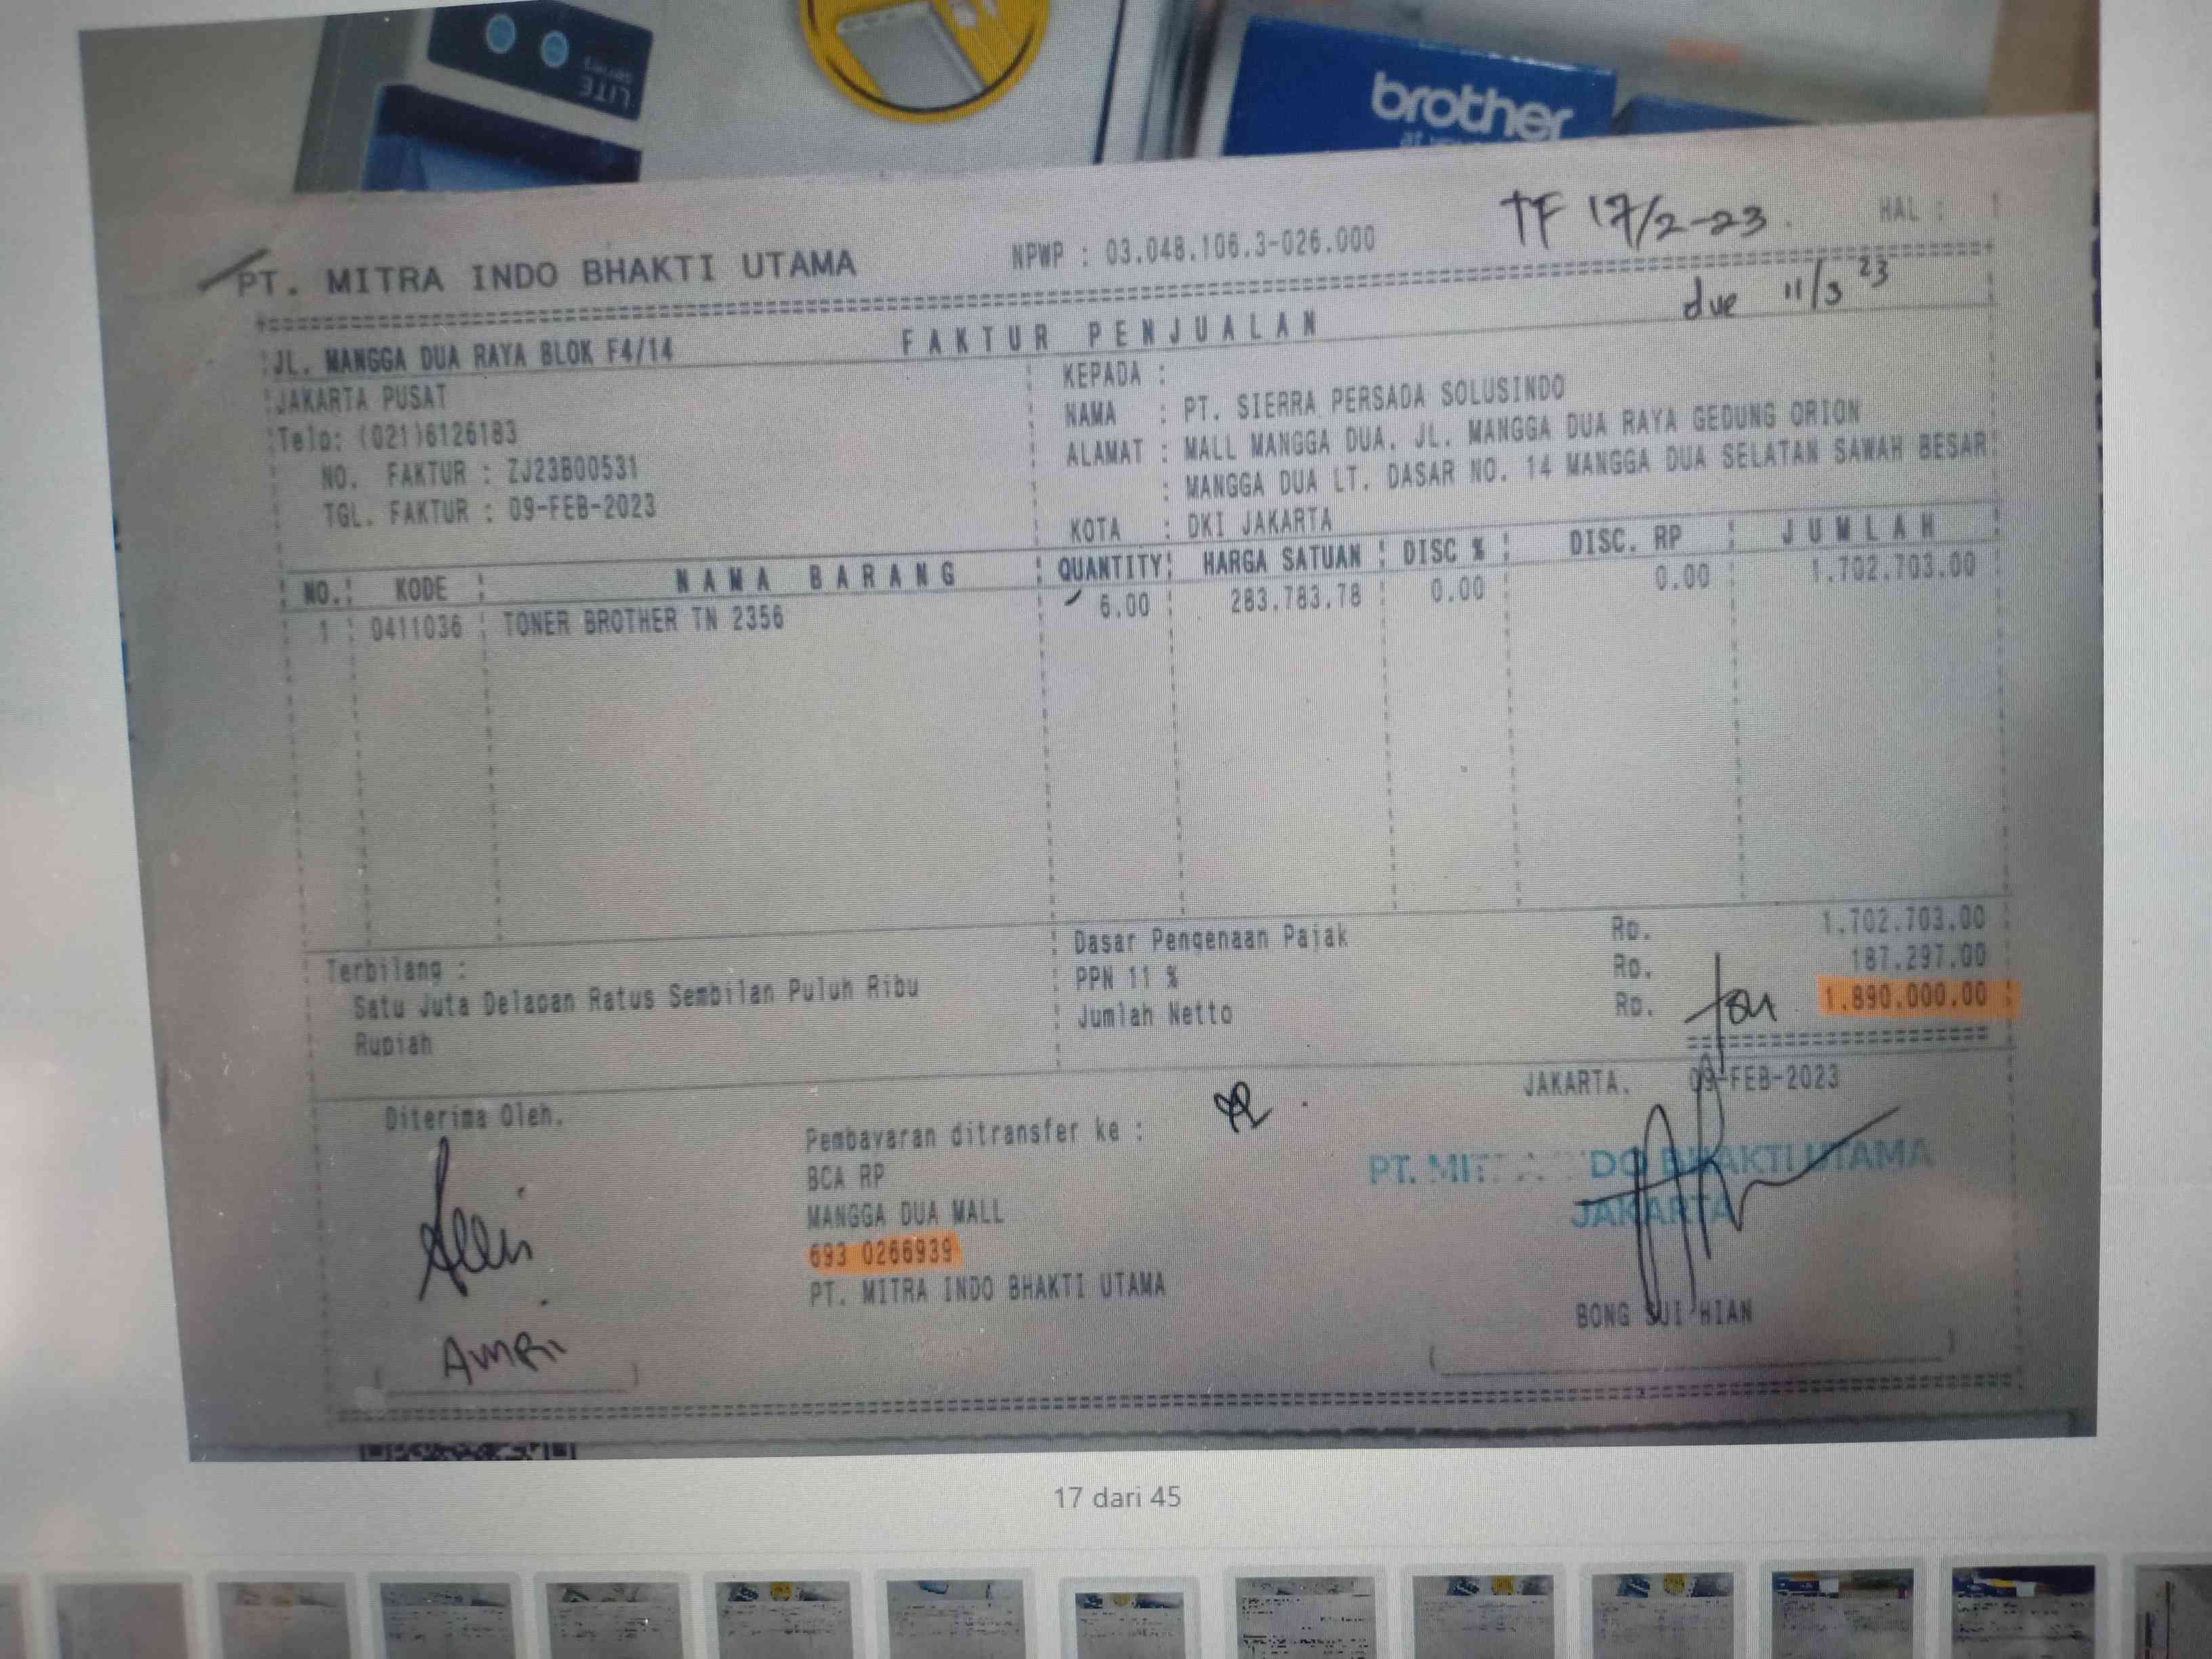 LITE
brother
TF 17/2-23.
HAL : 1
PT. MITRA INDO BHAKTI UTAMA
NPWP : 03.048.106.3-026.000
due 11/3 23
JL. MANGGA DUA RAYA BLOK F4/14
FAKTUR PENJUALAN
JAKARTA PUSAT
KEPADA :
Telp: (021)6126183
NAMA : PT. SIERRA PERSADA SOLUSINDO
NO. FAKTUR : ZJ23B00531
ALAMAT : MALL MANGGA DUA. JL. MANGGA DUA RAYA GEDUNG ORION
TGL. FAKTUR : 09-FEB-2023
: MANGGA DUA LT. DASAR NO. 14 MANGGA DUA SELATAN SAWAH BESAR
KOTA : DKI JAKARTA
NO. KODE NAMA BARANG QUANTITY HARGA SATUAN DISC % DISC. RP JUMLAH
1 0411036 TONER BROTHER TN 2356 6.00 283.783.78 0.00 0.00 1.702.703.00
Terbilang :
Satu Juta Delapan Ratus Sembilan Puluh Ribu
Rupiah
Dasar Pengenaan Pajak Rp. 1.702.703.00
PPN 11 % Rp. 187.297.00
Jumlah Netto Rp. 1.890.000.00
JAKARTA. 09-FEB-2023
Diterima Oleh.
Pembayaran ditransfer ke :
BCA RP
MANGGA DUA MALL
693 0266939
PT. MITRA INDO BHAKTI UTAMA
PT. MITRA INDO BHAKTI UTAMA
JAKARTA
BONG SUI HIAN
17 dari 45